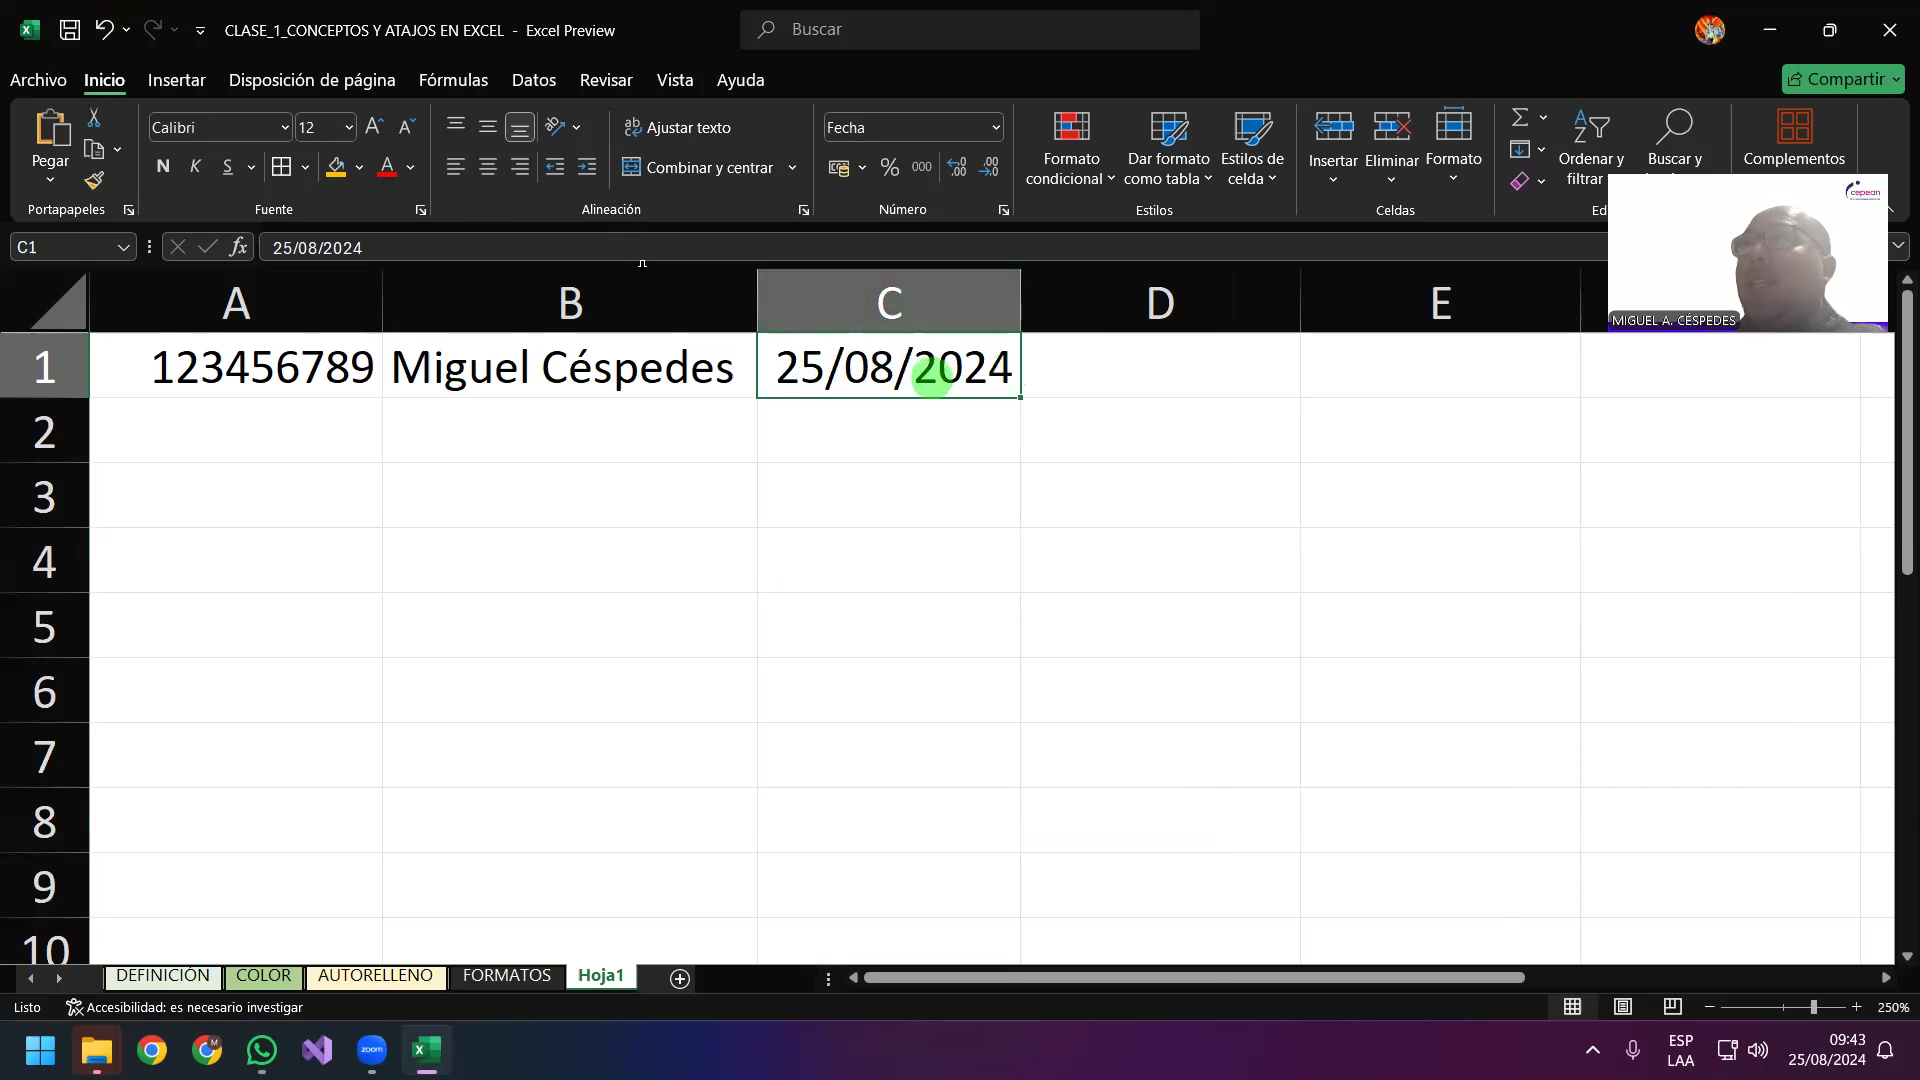 CLASE_1_CONCEPTOS Y ATAJOS EN EXCEL - Excel Preview
Buscar
Archivo Inicio Insertar Disposición de página Fórmulas Datos Revisar Vista Ayuda
Compartir
Pegar
Portapapeles
Calibri 12
N K S
Fuente
Ajustar texto
Combinar y centrar
Alineación
Fecha
% 000
Número
Formato condicional
Dar formato como tabla
Estilos de celda
Estilos
Insertar Eliminar Formato
Celdas
Ordenar y filtrar
Buscar y
Ed
Complementos
cepean
MIGUEL A. CÉSPEDES
C1 fx 25/08/2024
A B C D E
1 123456789 Miguel Céspedes 25/08/2024
2
3
4
5
6
7
8
9
10
DEFINICIÓN COLOR AUTORELLENO FORMATOS Hoja1
Listo Accesibilidad: es necesario investigar 250%
zoom
ESP
LAA
09:43
25/08/2024